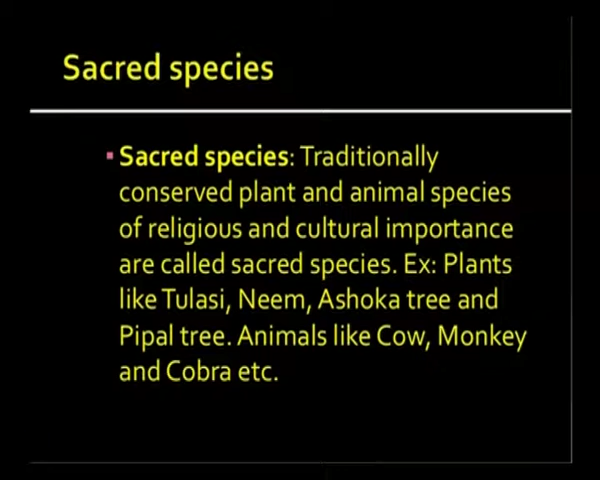 Sacred species
Sacred species: Traditionally
conserved plant and animal species
of religious and cultural importance
are called sacred species. Ex: Plants
like Tulasi, Neem, Ashoka tree and
Pipal tree. Animals like Cow, Monkey
and Cobra etc.